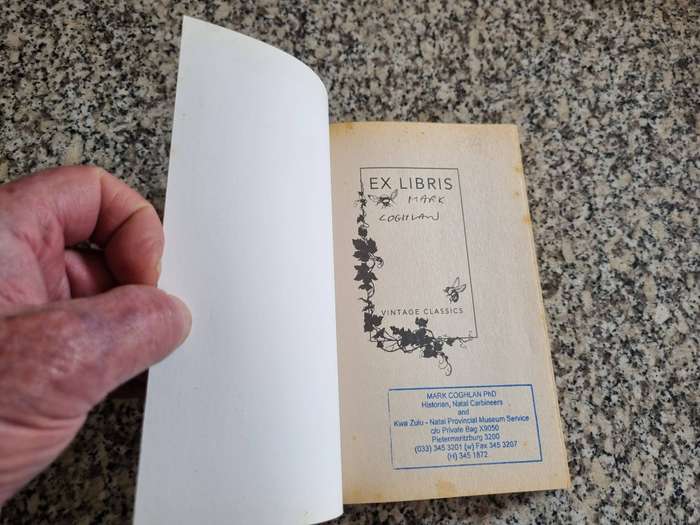 EX LIBRIS
MARK
COGHLAN
VINTAGE CLASSICS
MARK COGHLAN PhD
Historian, Natal Carbineers
and
Kwa Zulu - Natal Provincial Museum Service
c/o Private Bag X9050
Pietermaritzburg 3200
(033) 345 3201 (w) Fax 345 3207
(H) 345 1872